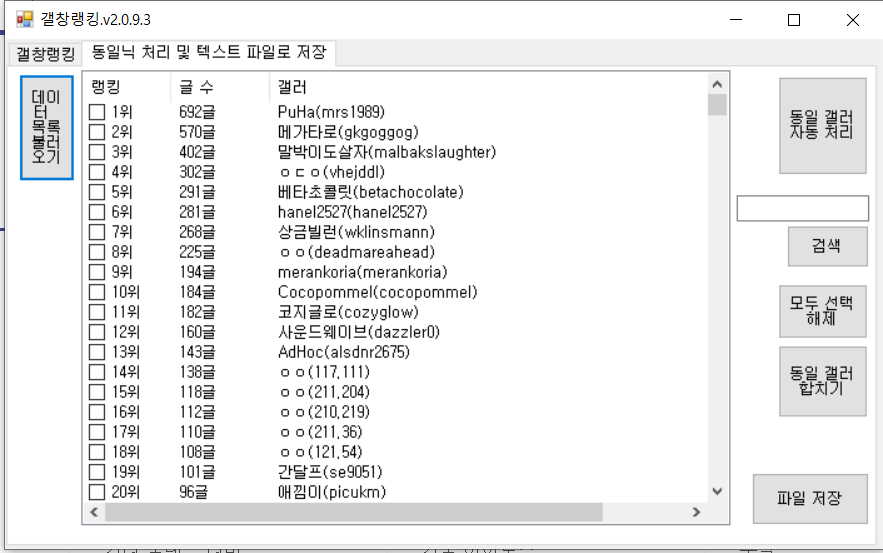 갤창랭킹.v2.0.9.3
갤창랭킹
동일닉 처리 및 텍스트 파일로 저장
데이
터
목록
불러
오기
랭킹 글 수 갤러
1위 692글 PuHa(mrs1989)
2위 570글 메가타로(gkgoggog)
3위 402글 말박이도살자(malbakslaughter)
4위 302글 ㅇㄷㅇ(vhejddl)
5위 291글 베타초콜릿(betachocolate)
6위 281글 hanel2527(hanel2527)
7위 268글 상금빌런(wklinsmann)
8위 225글 ㅇㅇ(deadmareahead)
9위 194글 merankoria(merankoria)
10위 184글 Cocopommel(cocopommel)
11위 182글 코지글로(cozyglow)
12위 160글 사운드웨이브(dazzler0)
13위 143글 AdHoc(alsdnr2675)
14위 138글 ㅇㅇ(117,111)
15위 118글 ㅇㅇ(211,204)
16위 112글 ㅇㅇ(210,219)
17위 110글 ㅇㅇ(211,36)
18위 108글 ㅇㅇ(121,54)
19위 101글 간달프(se9051)
20위 96글 애낌이(picukm)
동일 갤러
자동 처리
검색
모두 선택
해제
동일 갤러
합치기
파일 저장